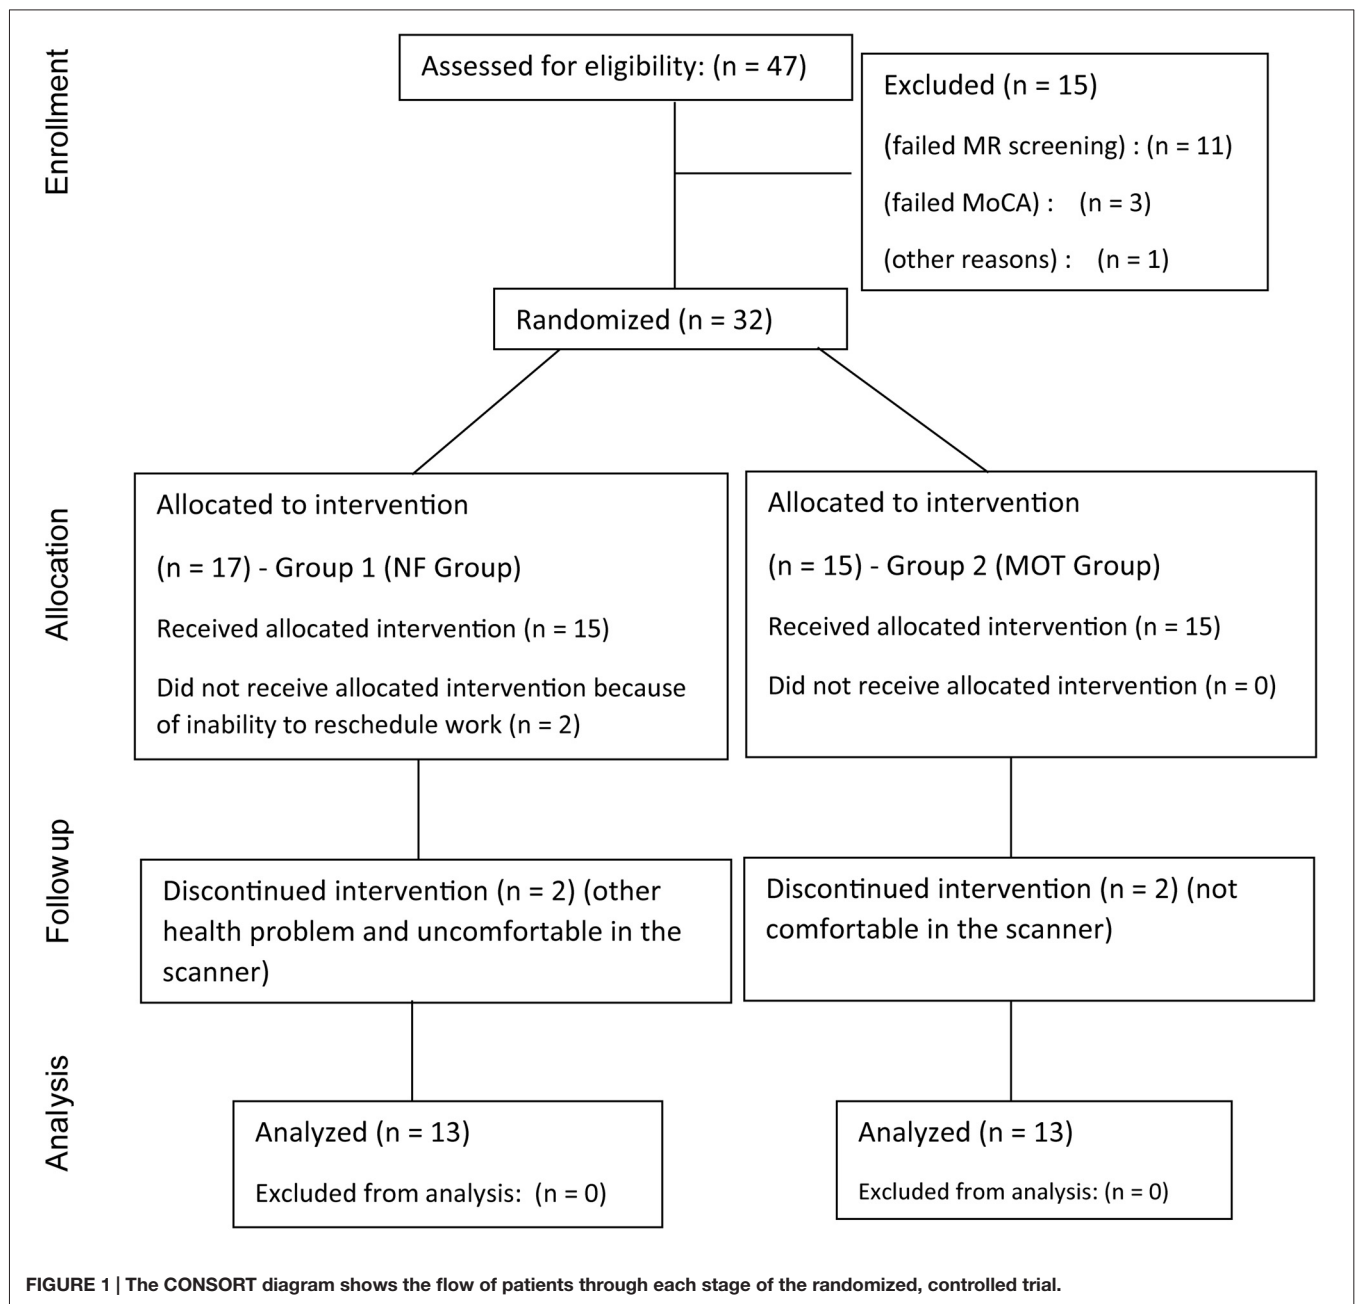 Enrollment
Assessed for eligibility: (n = 47)
Excluded (n = 15)
(failed MR screening) : (n = 11)
(failed MoCA) : (n = 3)
(other reasons) : (n = 1)
Randomized (n = 32)
Allocation
Allocated to intervention
(n = 17) - Group 1 (NF Group)
Received allocated intervention (n = 15)
Did not receive allocated intervention because
of inability to reschedule work (n = 2)
Allocated to intervention
(n = 15) - Group 2 (MOT Group)
Received allocated intervention (n = 15)
Did not receive allocated intervention (n = 0)
Follow up
Discontinued intervention (n = 2) (other
health problem and uncomfortable in the
scanner)
Discontinued intervention (n = 2) (not
comfortable in the scanner)
Analysis
Analyzed (n = 13)
Excluded from analysis: (n = 0)
Analyzed (n = 13)
Excluded from analysis: (n = 0)
FIGURE 1 | The CONSORT diagram shows the flow of patients through each stage of the randomized, controlled trial.